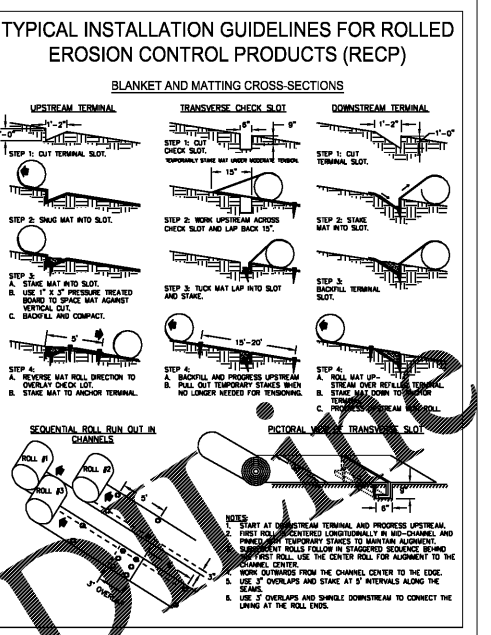 TYPICAL INSTALLATION GUIDELINES FOR ROLLED
EROSION CONTROL PRODUCTS (RECP)
BLANKET AND MATTING CROSS-SECTIONS
UPSTREAM TERMINAL
1'-2"
STEP 1: CUT TERMINAL SLOT.
STEP 2: SNUG MAT INTO SLOT.
STEP 3:
A. STAKE MAT INTO SLOT.
B. USE 1" X 3" PRESSURE TREATED
BOARD TO SPACE MAT AGAINST
VERTICAL CUT.
C. BACKFILL AND COMPACT.
5'
STEP 4:
A. REVERSE MAT ROLL DIRECTION TO
OVERLAY CHECK LOT.
B. STAKE MAT TO ANCHOR TERMINAL.
TRANSVERSE CHECK SLOT
6"
9"
STEP 1: CUT
CHECK SLOT.
TEMPORARILY STAKE MAT UNDER MODERATE TENSION.
15"
STEP 2: WORK UPSTREAM ACROSS
CHECK SLOT AND LAP BACK 15".
STEP 3: TUCK MAT LAP INTO SLOT
AND STAKE.
15'-20'
STEP 4:
A. BACKFILL AND PROGRESS UPSTREAM
B. PULL OUT TEMPORARY STAKES WHEN
NO LONGER NEEDED FOR TENSIONING.
DOWNSTREAM TERMINAL
1'-2"
1'-0"
STEP 1: CUT
TERMINAL SLOT.
STEP 2: STAKE
MAT INTO SLOT.
STEP 3:
BACKFILL TERMINAL
SLOT.
STEP 4:
A. ROLL MAT UP-
STREAM OVER REFILLED TERMINAL.
B. STAKE MAT DOWN TO ANCHOR
TERMINAL.
C. PROGRESS UPSTREAM WITH ROLL.
SEQUENTIAL ROLL RUN OUT IN
CHANNELS
ROLL #1
ROLL #2
ROLL #3
5'
3"
3' OVERLAP
PICTORAL VIEW OF TRANSVERSE SLOT
9"
6"
NOTES:
1. START AT DOWNSTREAM TERMINAL AND PROGRESS UPSTREAM.
2. FIRST ROLL IS CENTERED LONGITUDINALLY IN MID-CHANNEL AND
PINNED WITH TEMPORARY STAKES TO MAINTAIN ALIGNMENT.
SUBSEQUENT ROLLS FOLLOW IN STAGGERED SEQUENCE BEHIND
THE FIRST ROLL. USE THE CENTER ROLL FOR ALIGNMENT TO THE
CHANNEL CENTER.
4. WORK OUTWARDS FROM THE CHANNEL CENTER TO THE EDGE.
5. USE 3" OVERLAPS AND STAKE AT 5' INTERVALS ALONG THE
SEAMS.
6. USE 3' OVERLAPS AND SHINGLE DOWNSTREAM TO CONNECT THE
LINING AT THE ROLL ENDS.